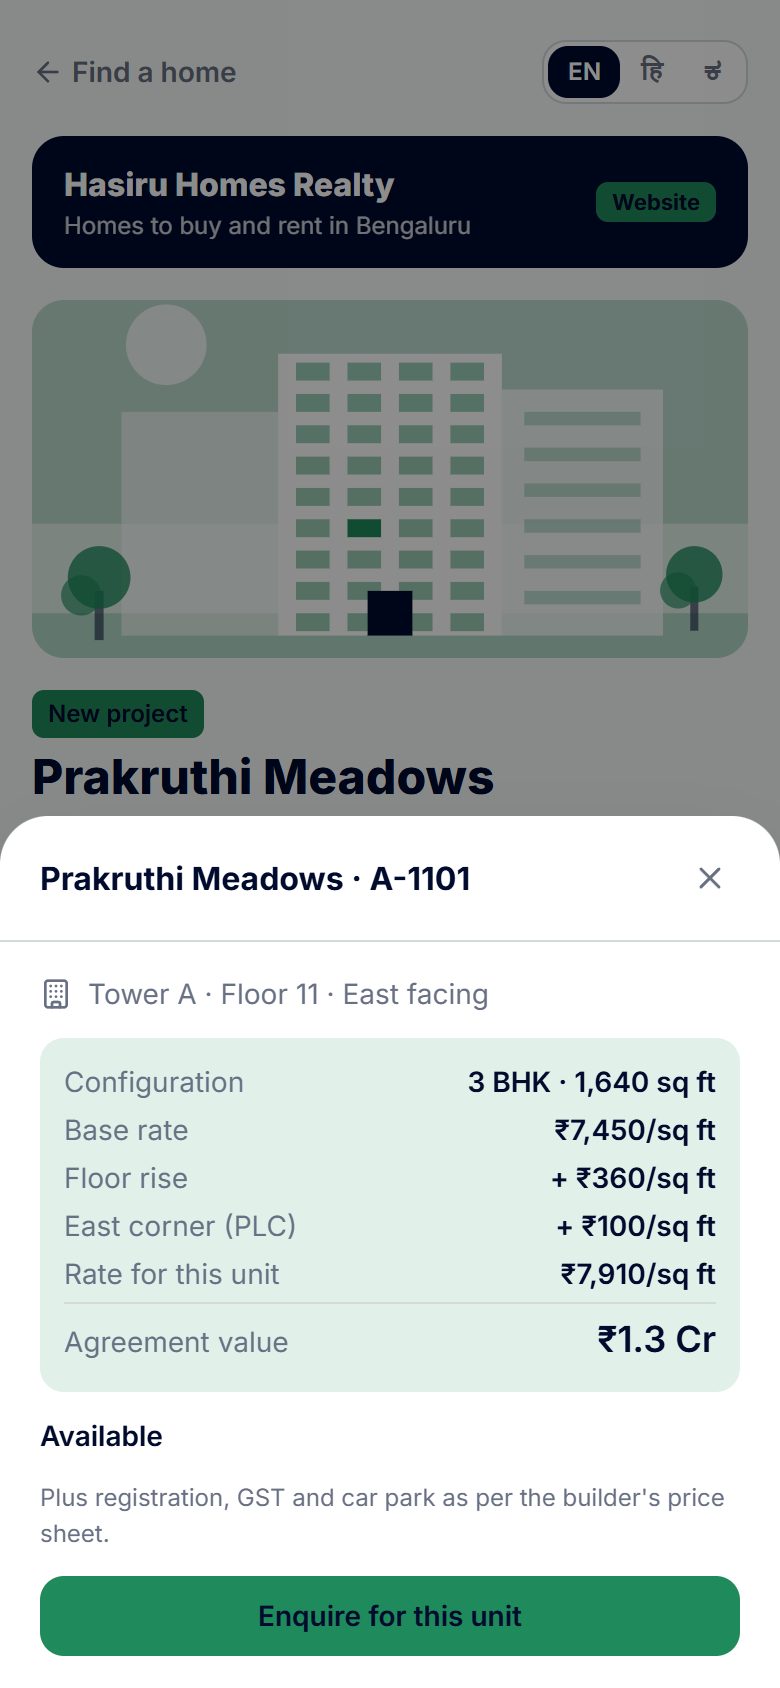 Find a home
EN
हि
ಕ
Hasiru Homes Realty
Homes to buy and rent in Bengaluru
Website
New project
Prakruthi Meadows
Prakruthi Meadows · A-1101
Tower A · Floor 11 · East facing
Configuration 3 BHK · 1,640 sq ft
Base rate ₹7,450/sq ft
Floor rise + ₹360/sq ft
East corner (PLC) + ₹100/sq ft
Rate for this unit ₹7,910/sq ft
Agreement value ₹1.3 Cr
Available
Plus registration, GST and car park as per the builder's price
sheet.
Enquire for this unit